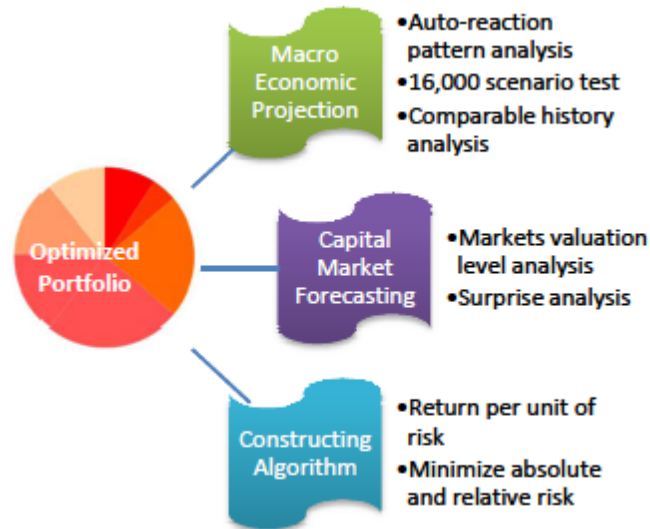 Optimized
Portfolio
Macro
Economic
Projection
•Auto-reaction
pattern analysis
•16,000 scenario test
•Comparable history
analysis
Capital
Market
Forecasting
•Markets valuation
level analysis
•Surprise analysis
Constructing
Algorithm
•Return per unit of
risk
•Minimize absolute
and relative risk